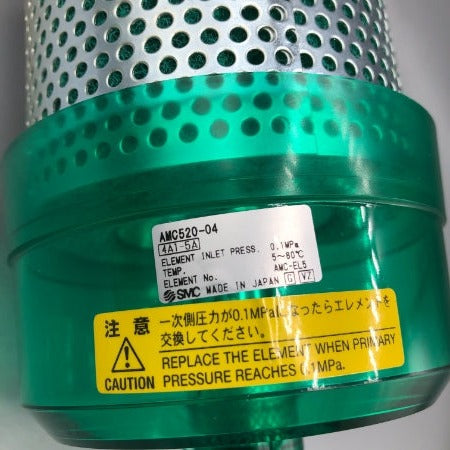 AMC520-04
4A1-5A
ELEMENT INLET PRESS. 0.1MPa
TEMP. 5～80℃
ELEMENT No. AMC-EL5
SMC MADE IN JAPAN G VZ
注意
CAUTION
一次側圧力が0.1MPaになったらエレメントを
交換してください。
REPLACE THE ELEMENT WHEN PRIMARY
PRESSURE REACHES 0.1MPa.